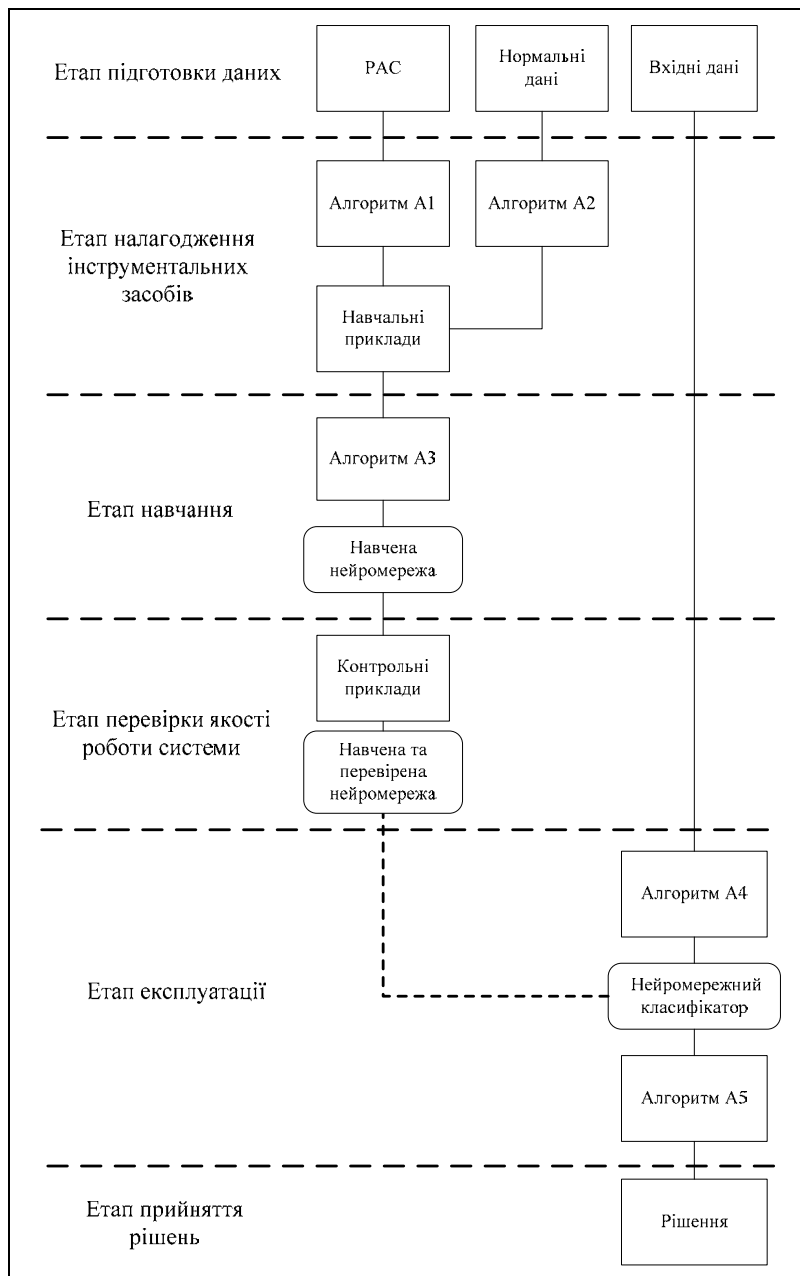 Етап підготовки даних
РАС
Нормальні
дані
Вхідні дані
Алгоритм А1
Алгоритм А2
Етап налагодження
інструментальних
засобів
Навчальні
приклади
Алгоритм А3
Етап навчання
Навчена
нейромережа
Контрольні
приклади
Етап перевірки якості
роботи системи
Навчена та
перевірена
нейромережа
Алгоритм А4
Етап експлуатації
Нейромережний
класифікатор
Алгоритм А5
Етап прийняття
рішень
Рішення